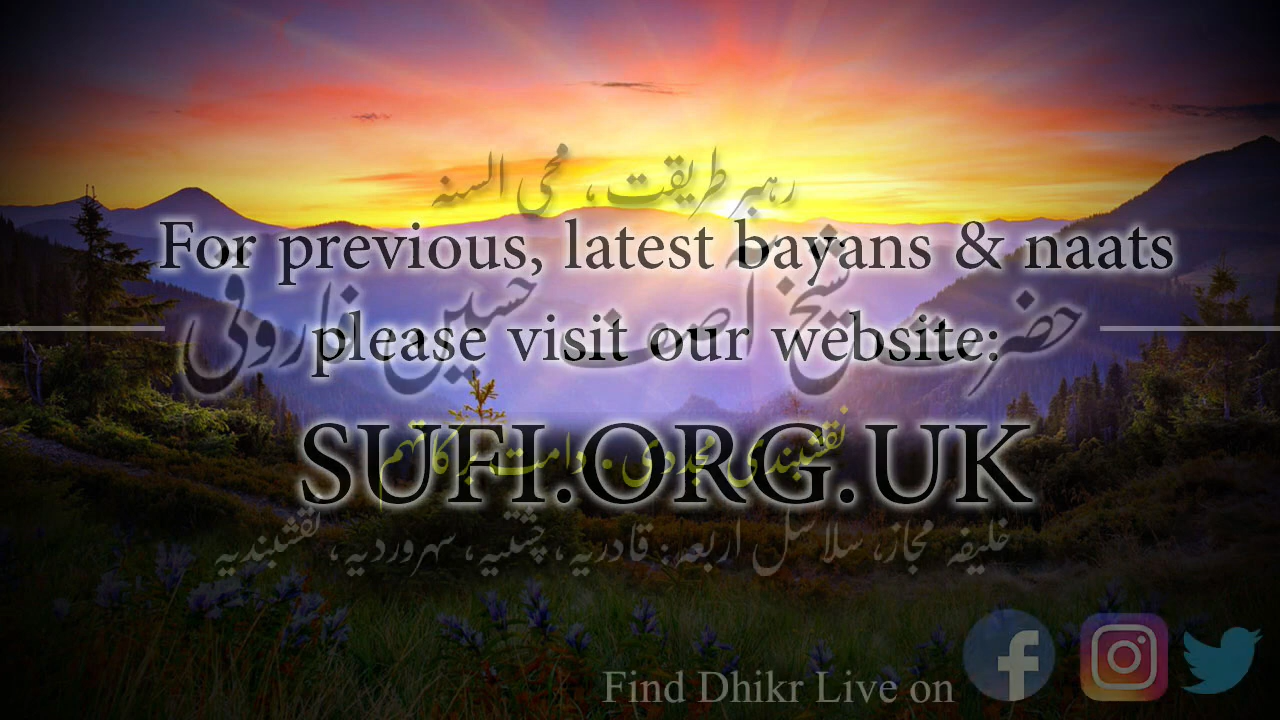 رہبر طریقت، محی السنہ
For previous, latest bayans & naats
حضرت شیخ آصف حسین فاروقی
please visit our website:
نقشبندی مجددی . دامت برکاتہم
SUFI.ORG.UK
خلیفہ مجاز، سلاسل اربعہ: قادریہ، چشتیہ، سہروردیہ، نقشبندیہ
Find Dhikr Live on